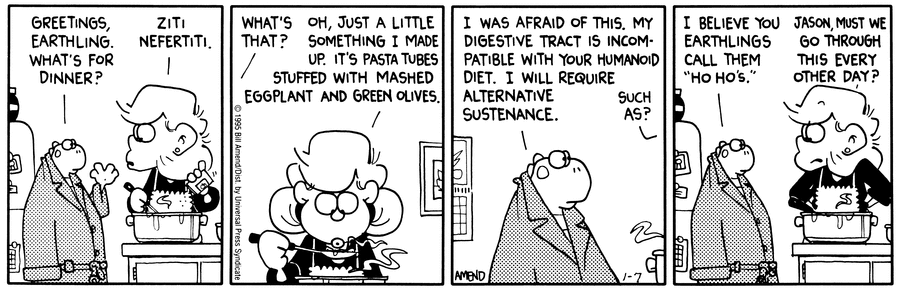 GREETINGS,
EARTHLING.
WHAT'S FOR
DINNER?
ZITI
NEFERTITI.
WHAT'S
THAT?
OH, JUST A LITTLE
SOMETHING I MADE
UP. IT'S PASTA TUBES
STUFFED WITH MASHED
EGGPLANT AND GREEN OLIVES.
© 1995 Bill Amend/Dist. by Universal Press Syndicate
I WAS AFRAID OF THIS. MY
DIGESTIVE TRACT IS INCOM-
PATIBLE WITH YOUR HUMANOID
DIET. I WILL REQUIRE
ALTERNATIVE
SUSTENANCE.
SUCH
AS?
AMEND
1-7
I BELIEVE YOU
EARTHLINGS
CALL THEM
"HO HO'S."
JASON, MUST WE
GO THROUGH
THIS EVERY
OTHER DAY?